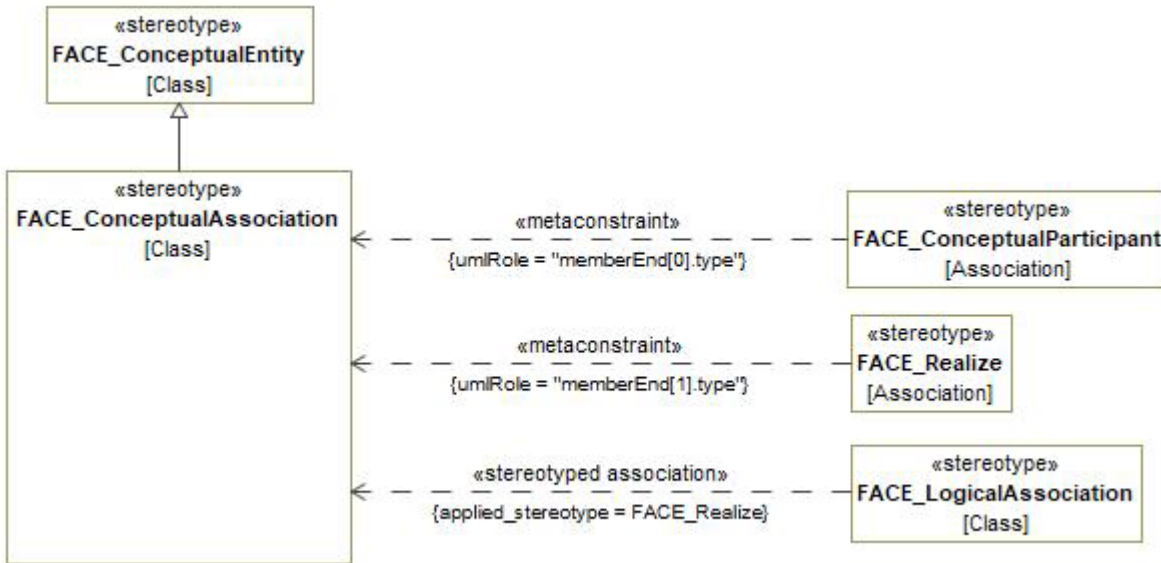 «stereotype»
FACE_ConceptualEntity
[Class]
«stereotype»
FACE_ConceptualAssociation
[Class]
«metaconstraint»
{umlRole = "memberEnd[0].type"}
«stereotype»
FACE_ConceptualParticipant
[Association]
«metaconstraint»
{umlRole = "memberEnd[1].type"}
«stereotype»
FACE_Realize
[Association]
«stereotyped association»
{applied_stereotype = FACE_Realize}
«stereotype»
FACE_LogicalAssociation
[Class]